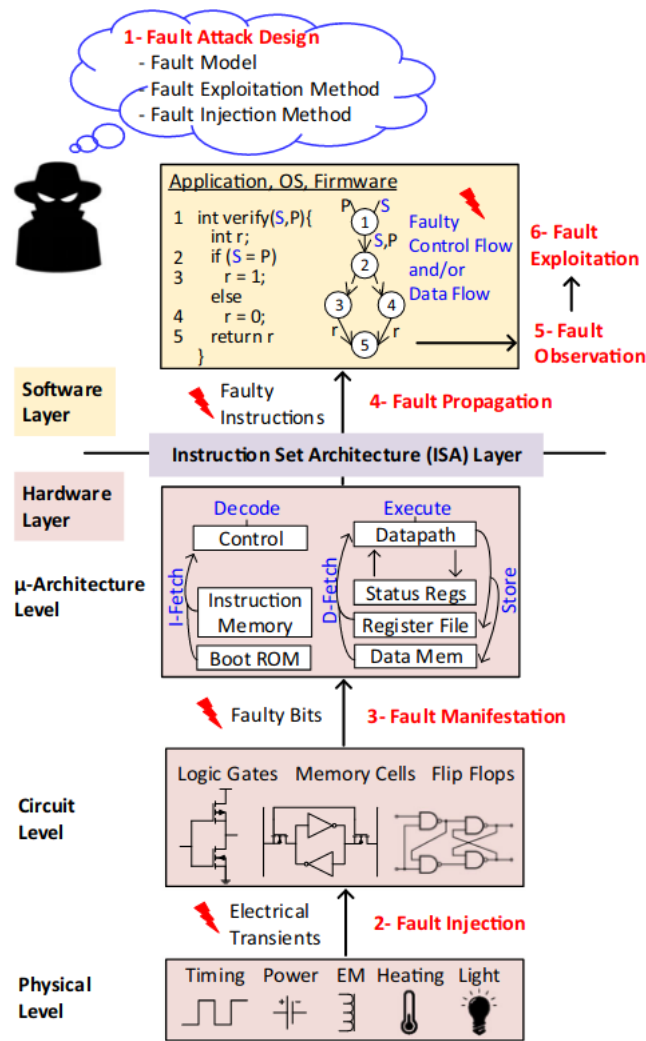 1- Fault Attack Design
- Fault Model
- Fault Exploitation Method
- Fault Injection Method
Application, OS, Firmware
1 int verify(S,P){
int r;
2 if (S = P)
3 r = 1;
else
4 r = 0;
5 return r
}
P S
1
S,P
2
3 4
r r
5
Faulty
Control Flow
and/or
Data Flow
6- Fault
Exploitation
5- Fault
Observation
Software
Layer
Faulty
Instructions
4- Fault Propagation
Instruction Set Architecture (ISA) Layer
Hardware
Layer
μ-Architecture
Level
Decode
Control
I-Fetch
Instruction
Memory
Boot ROM
Execute
Datapath
D-Fetch
Status Regs
Register File
Data Mem
Store
Faulty Bits
3- Fault Manifestation
Circuit
Level
Logic Gates Memory Cells Flip Flops
Electrical
Transients
2- Fault Injection
Physical
Level
Timing Power EM Heating Light